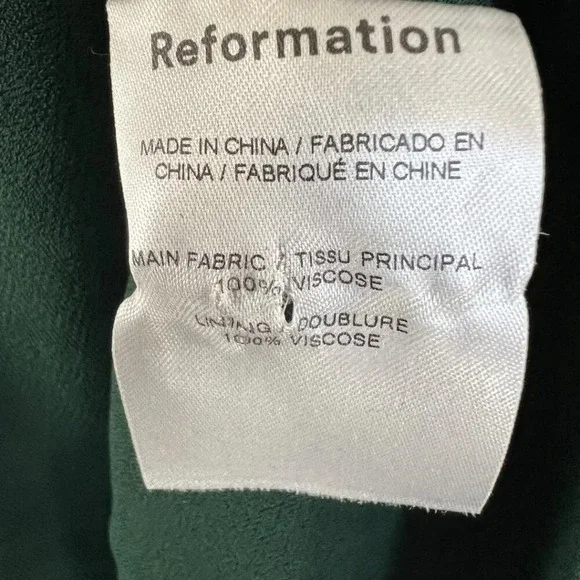 Reformation
MADE IN CHINA / FABRICADO EN
CHINA / FABRIQUÉ EN CHINE
MAIN FABRIC / TISSU PRINCIPAL
100% VISCOSE
LINING / DOUBLURE
100% VISCOSE